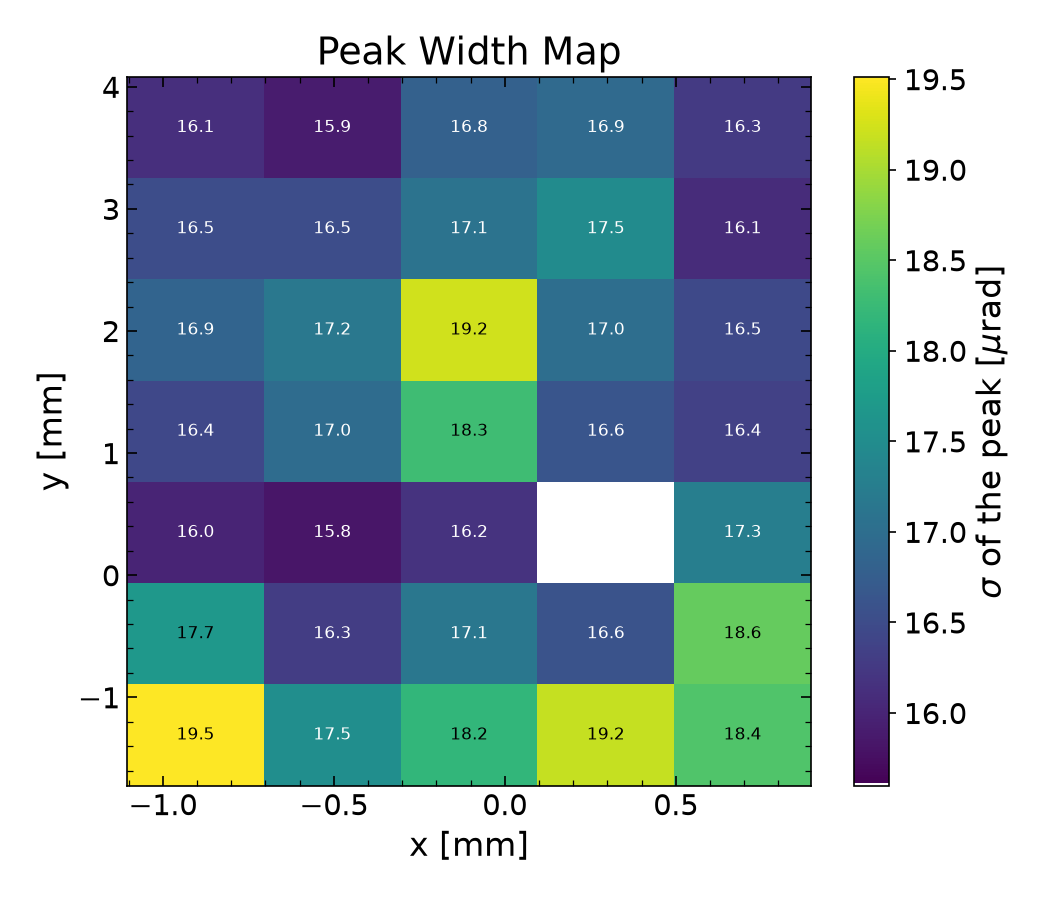 Peak Width Map
4
3
2
1
0
−1
y [mm]
16.1 15.9 16.8 16.9 16.3
16.5 16.5 17.1 17.5 16.1
16.9 17.2 19.2 17.0 16.5
16.4 17.0 18.3 16.6 16.4
16.0 15.8 16.2 17.3
17.7 16.3 17.1 16.6 18.6
19.5 17.5 18.2 19.2 18.4
−1.0 −0.5 0.0 0.5
x [mm]
19.5
19.0
18.5
18.0
17.5
17.0
16.5
16.0
σ of the peak [μrad]